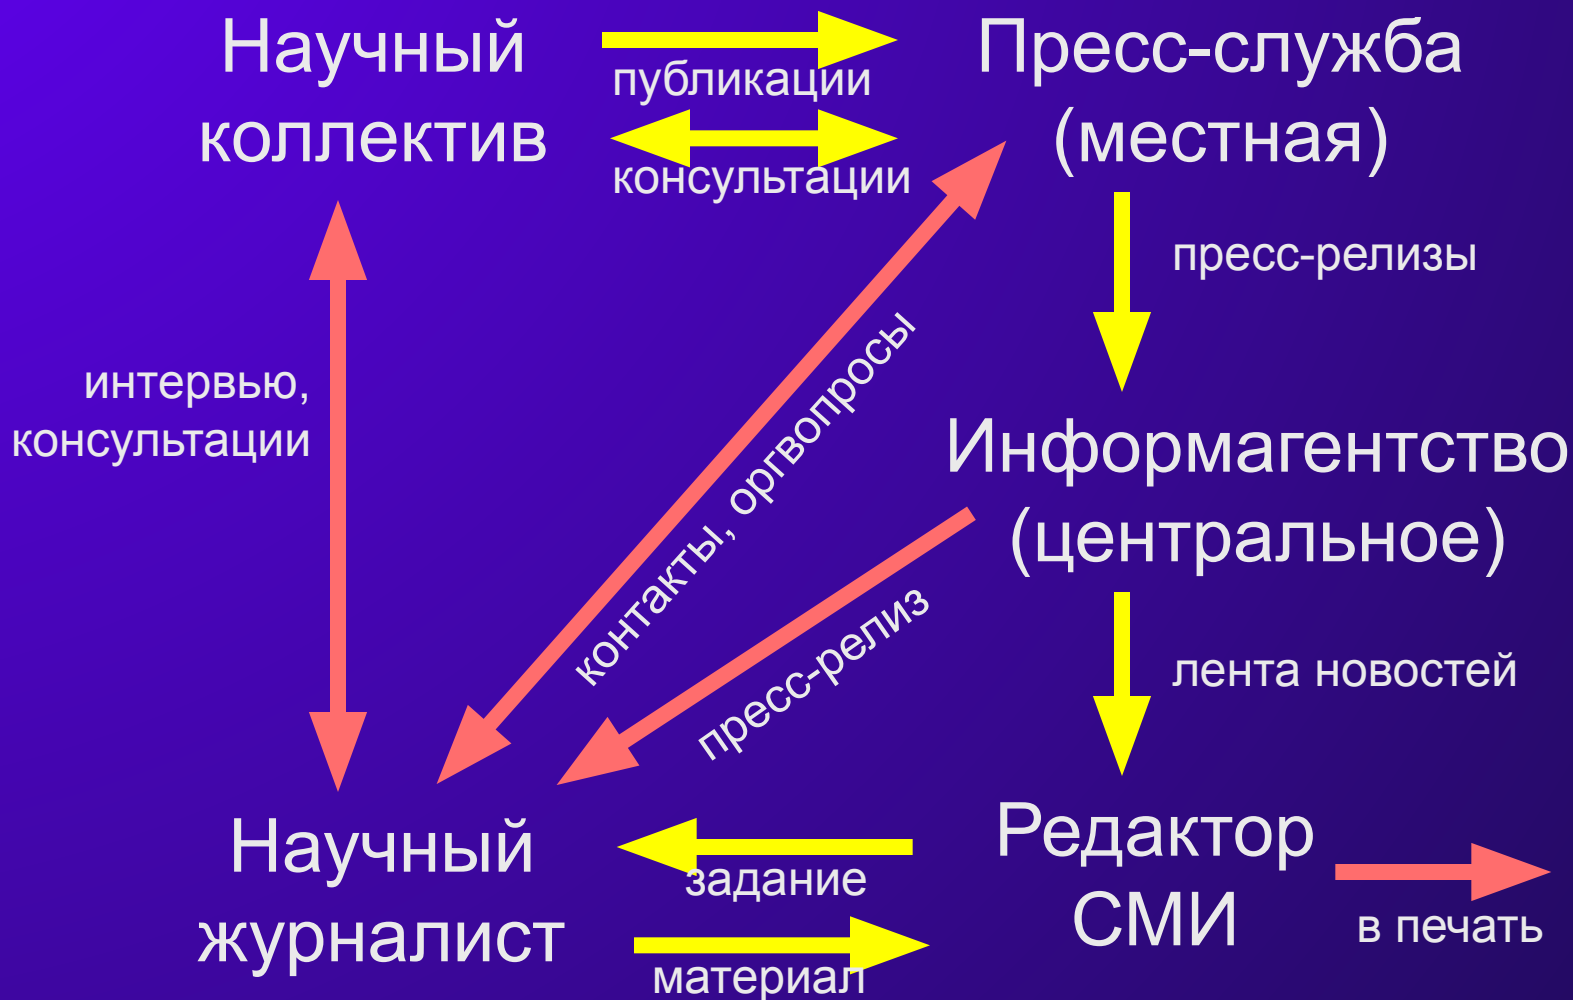 Научный
коллектив
публикации
консультации
Пресс-служба
(местная)
пресс-релизы
интервью,
консультации
контакты, оргвопросы
Информагентство
(центральное)
пресс-релиз
лента новостей
Научный
журналист
задание
материал
Редактор
СМИ
в печать